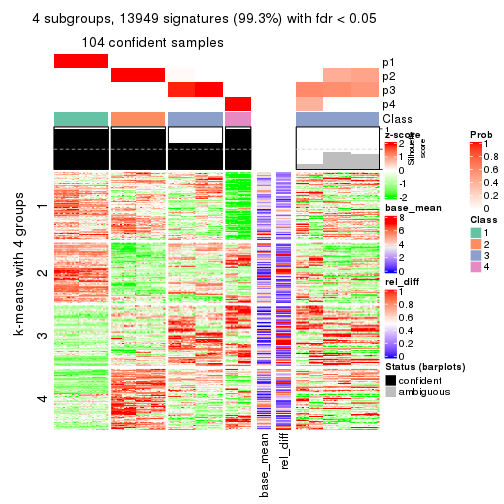 4 subgroups, 13949 signatures (99.3%) with fdr < 0.05
104 confident samples
p1
p2
p3
p4
Class
1
Silhouette
score
k-means with 4 groups
1
2
3
4
base_mean
rel_diff
z-score
2
1
0
-1
-2
base_mean
8
6
4
2
0
rel_diff
1
0.8
0.6
0.4
0.2
0
Status (barplots)
confident
ambiguous
Prob
1
0.8
0.6
0.4
0.2
0
Class
1
2
3
4